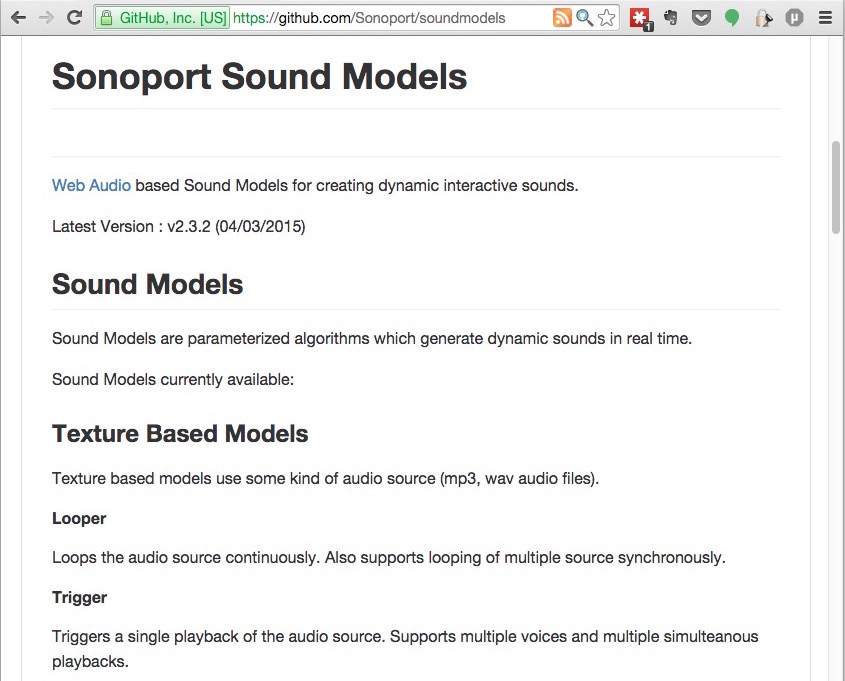 GitHub, Inc. [US] https://github.com/Sonoport/soundmodels
1
Sonoport Sound Models
Web Audio based Sound Models for creating dynamic interactive sounds.
Latest Version : v2.3.2 (04/03/2015)
Sound Models
Sound Models are parameterized algorithms which generate dynamic sounds in real time.
Sound Models currently available:
Texture Based Models
Texture based models use some kind of audio source (mp3, wav audio files).
Looper
Loops the audio source continuously. Also supports looping of multiple source synchronously.
Trigger
Triggers a single playback of the audio source. Supports multiple voices and multiple simulteanous
playbacks.